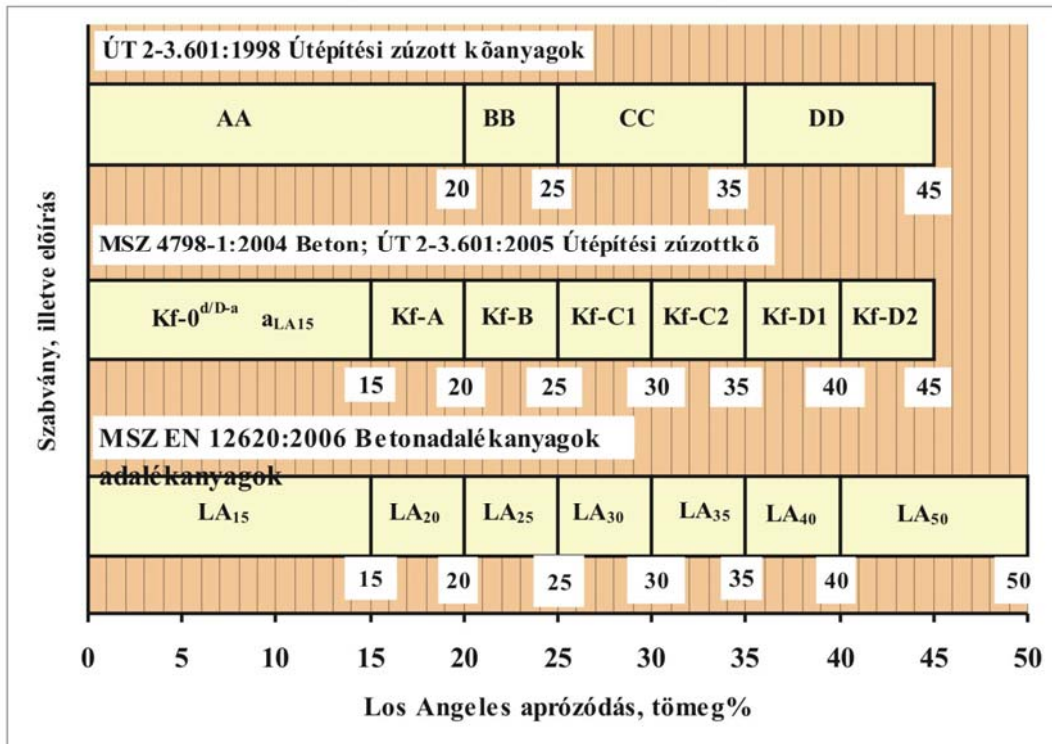 ÚT 2-3.601:1998 Útépítési zúzott kõanyagok
AA BB CC DD
20 25 35 45
MSZ 4798-1:2004 Beton; ÚT 2-3.601:2005 Útépítési zúzottkõ
Kf-0d/D-a aLA15 Kf-A Kf-B Kf-C1 Kf-C2 Kf-D1 Kf-D2
15 20 25 30 35 40 45
MSZ EN 12620:2006 Betonadalékanyagok
adalékanyagok
LA15 LA20 LA25 LA30 LA35 LA40 LA50
15 20 25 30 35 40 50
0 5 10 15 20 25 30 35 40 45 50
Los Angeles aprózódás, tömeg%
Szabvány, illetve elõírás